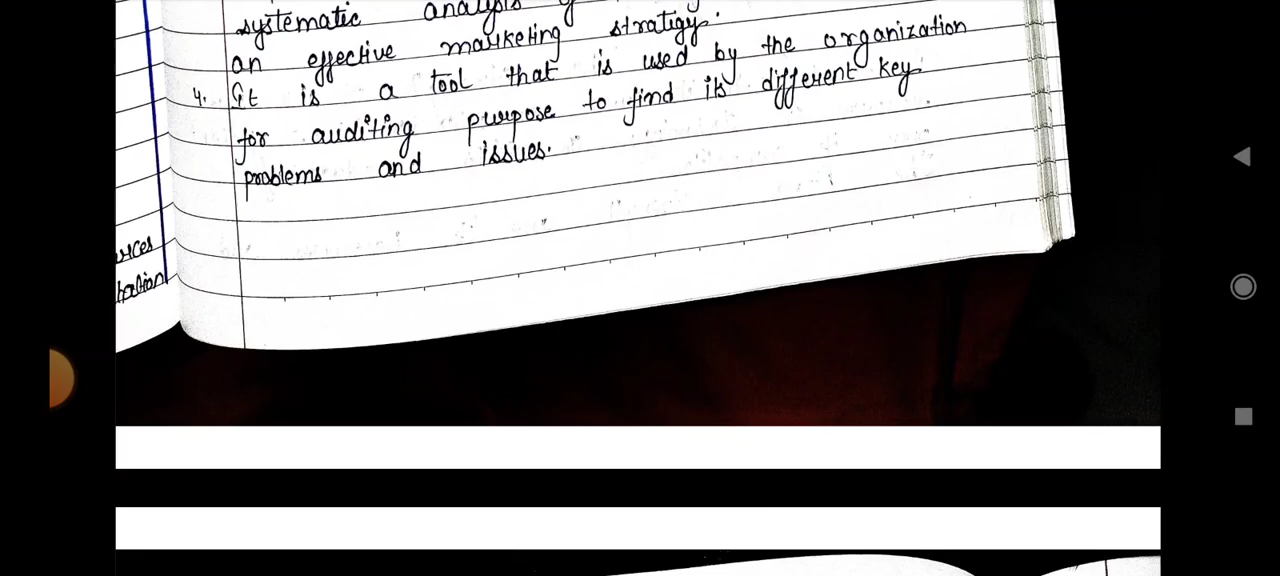 systematic analysis
an effective marketing stratigy.
4. It is a tool that is used by the organization
for auditing purpose to find its different key
problems and issues.